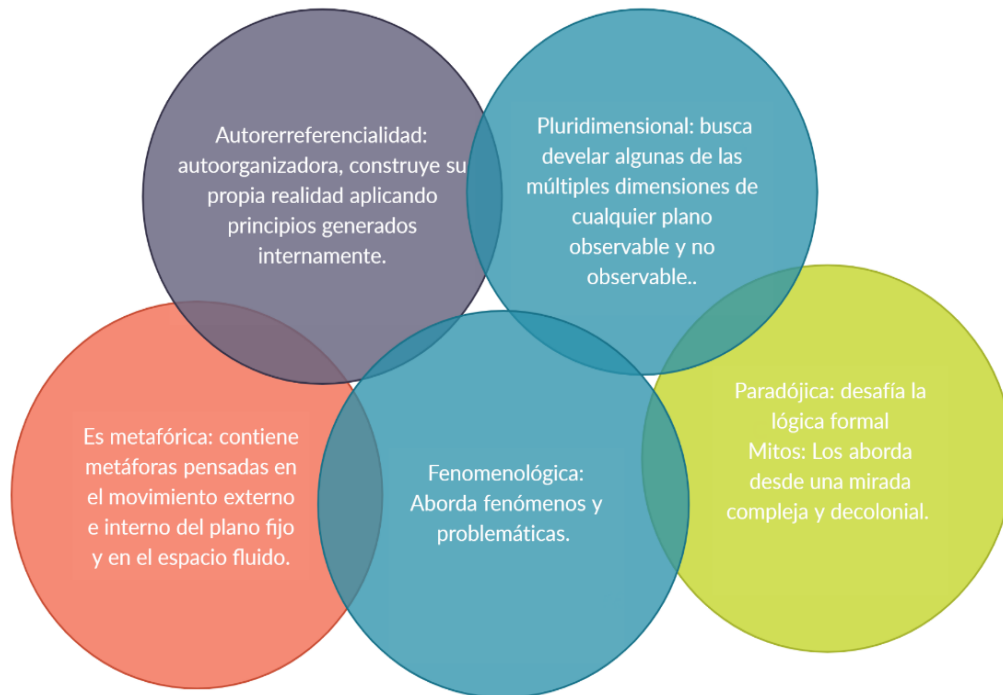 Autorerreferencialidad:
autoorganizadora, construye su
propia realidad aplicando
principios generados
internamente.
Pluridimensional: busca
develar algunas de las
múltiples dimensiones de
cualquier plano
observable y no
observable..
Es metafórica: contiene
metáforas pensadas en
el movimiento externo
e interno del plano fijo
y en el espacio fluido.
Fenomenológica:
Aborda fenómenos y
problemáticas.
Paradójica: desafía la
lógica formal
Mitos: Los aborda
desde una mirada
compleja y decolonial.